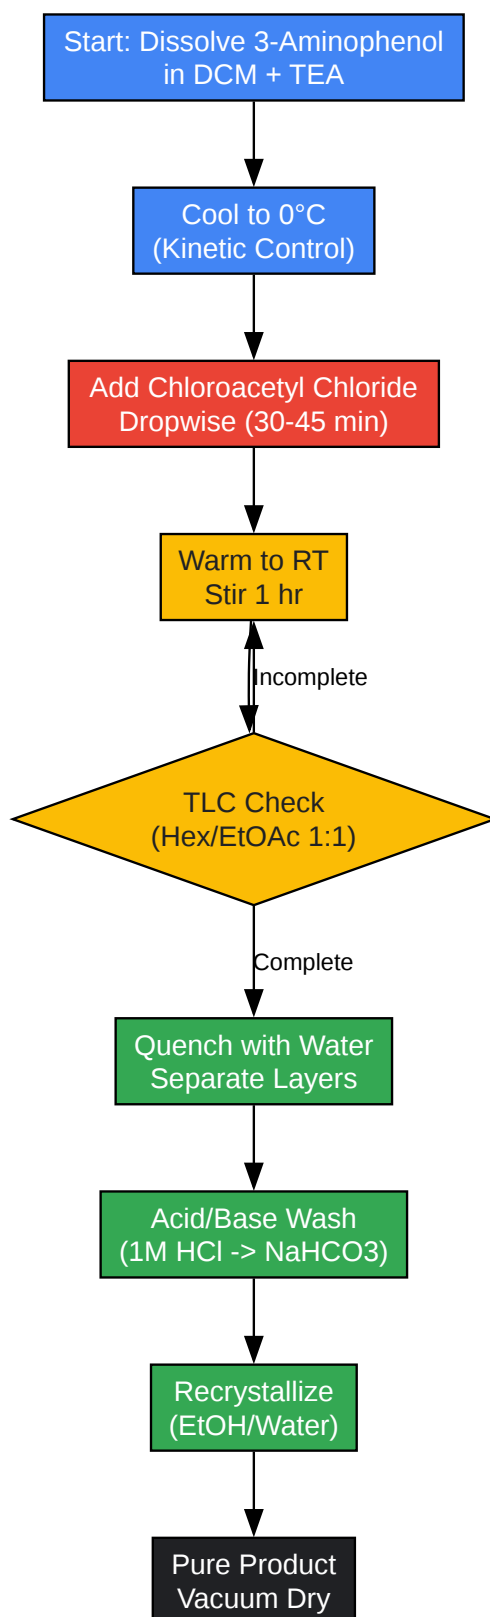 Start: Dissolve 3-Aminophenol
in DCM + TEA
Cool to 0°C
(Kinetic Control)
Add Chloroacetyl Chloride
Dropwise (30-45 min)
Warm to RT
Stir 1 hr
Incomplete
TLC Check
(Hex/EtOAc 1:1)
Complete
Quench with Water
Separate Layers
Acid/Base Wash
(1M HCl -> NaHCO3)
Recrystallize
(EtOH/Water)
Pure Product
Vacuum Dry